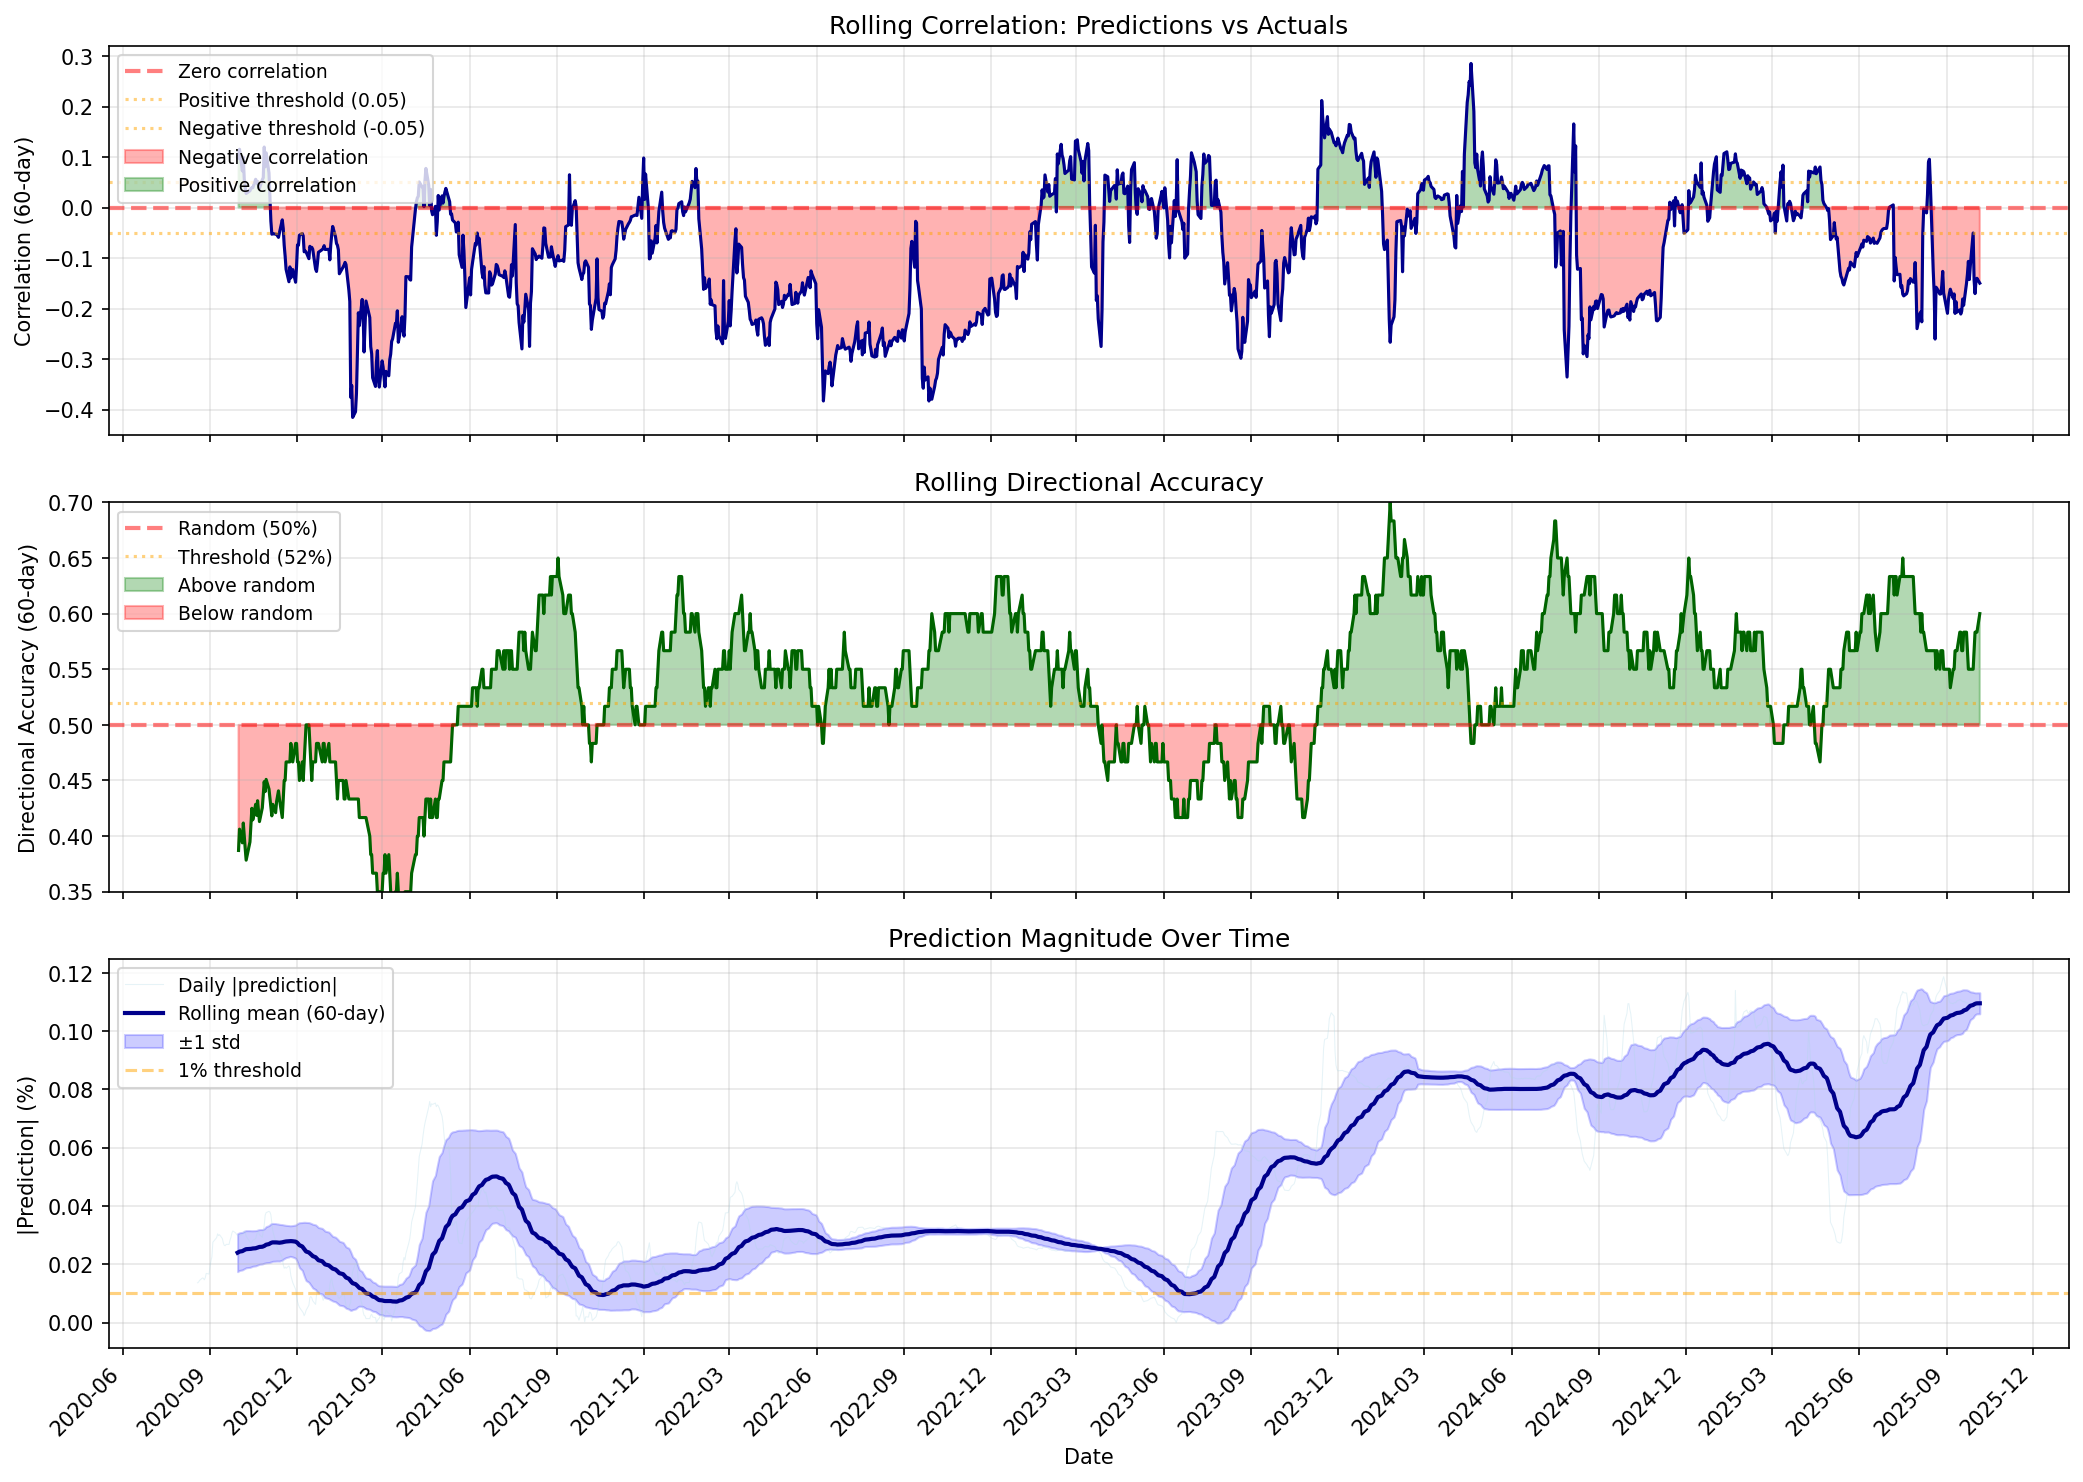 Rolling Correlation: Predictions vs Actuals
Correlation (60-day)
0.3
0.2
0.1
0.0
−0.1
−0.2
−0.3
−0.4
Zero correlation
Positive threshold (0.05)
Negative threshold (-0.05)
Negative correlation
Positive correlation
Rolling Directional Accuracy
Directional Accuracy (60-day)
0.70
0.65
0.60
0.55
0.50
0.45
0.40
0.35
Random (50%)
Threshold (52%)
Above random
Below random
Prediction Magnitude Over Time
|Prediction| (%)
0.12
0.10
0.08
0.06
0.04
0.02
0.00
Daily |prediction|
Rolling mean (60-day)
±1 std
1% threshold
2020-06
2020-09
2020-12
2021-03
2021-06
2021-09
2021-12
2022-03
2022-06
2022-09
2022-12
2023-03
2023-06
2023-09
2023-12
2024-03
2024-06
2024-09
2024-12
2025-03
2025-06
2025-09
2025-12
Date